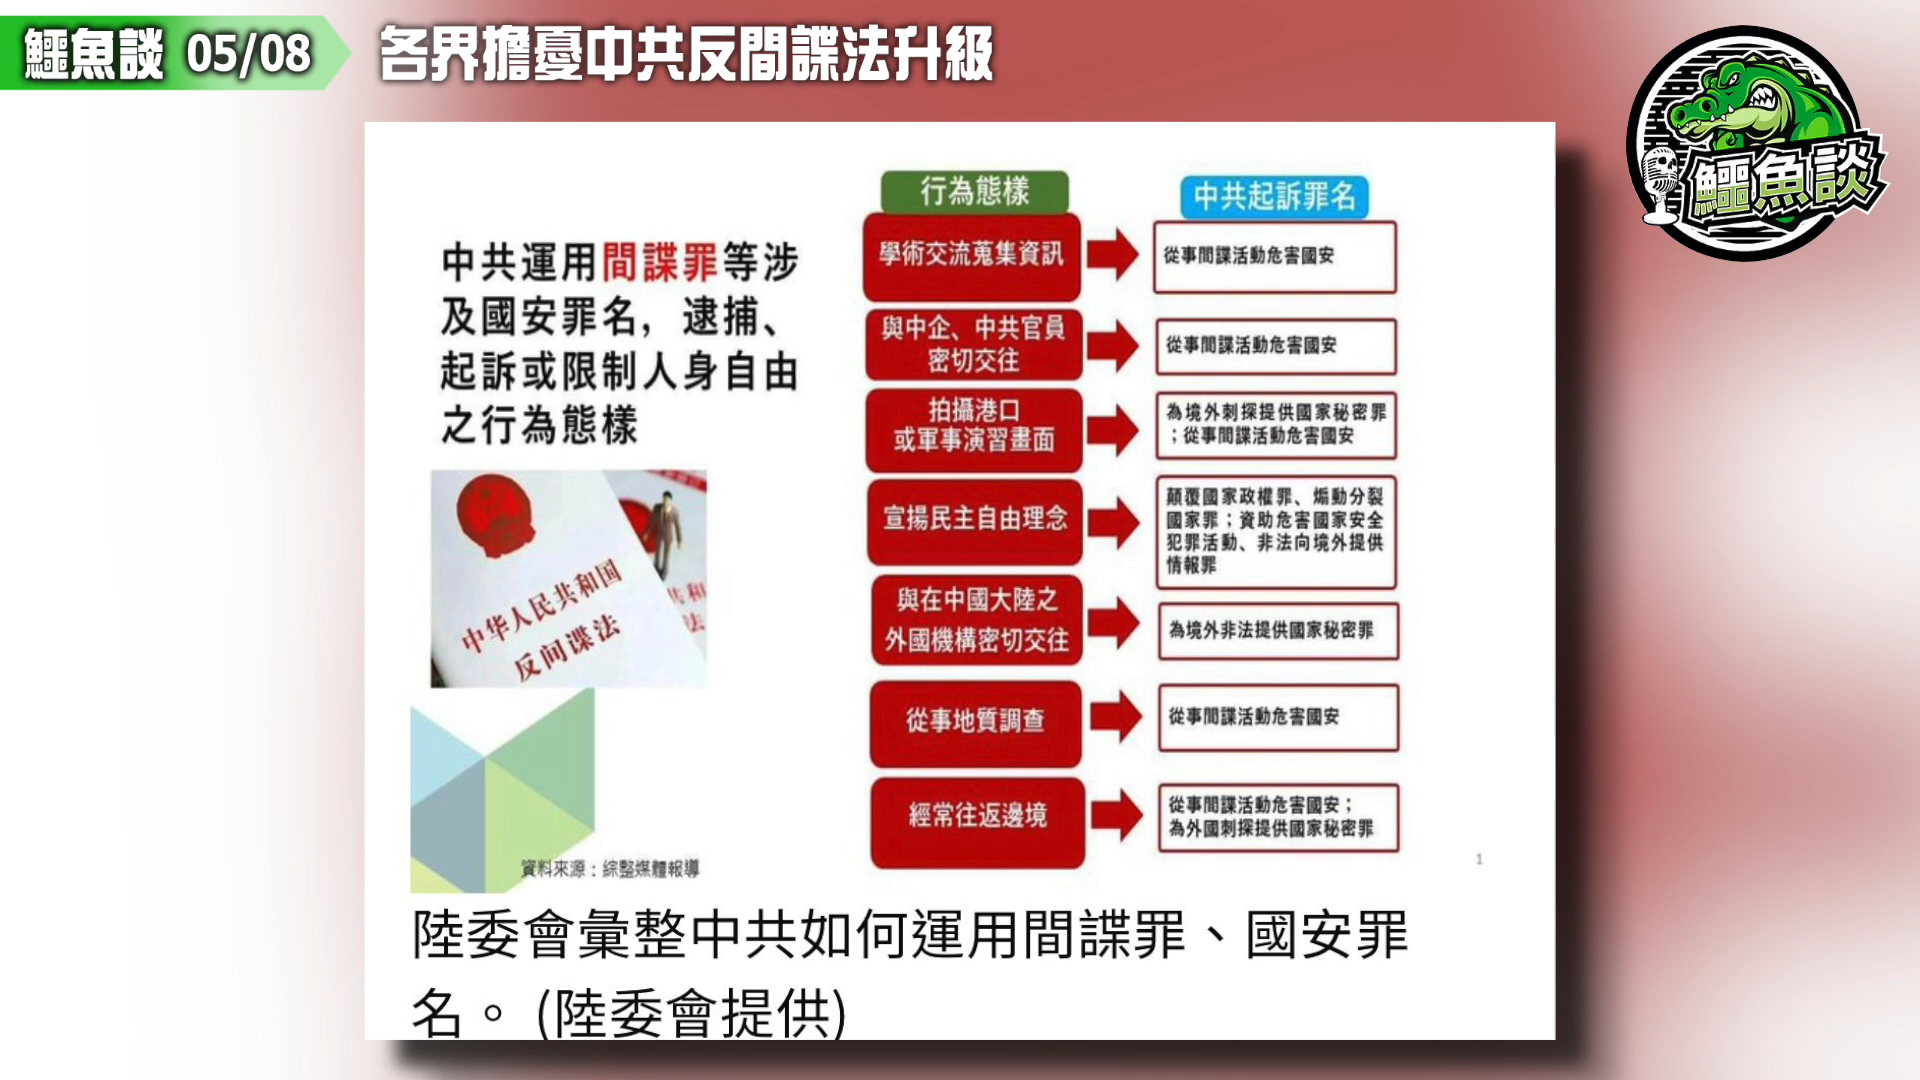 鱷魚談 05/08
各界擔憂中共反間諜法升級
鱷魚談
中共運用間諜罪等涉
及國安罪名，逮捕、
起訴或限制人身自由
之行為態樣
中华人民共和国
反间谍法
共和
法
資料來源：綜整媒體報導
行為態樣
中共起訴罪名
學術交流蒐集資訊
從事間諜活動危害國安
與中企、中共官員
密切交往
從事間諜活動危害國安
拍攝港口
或軍事演習畫面
為境外刺探提供國家秘密罪
；從事間諜活動危害國安
宣揚民主自由理念
顛覆國家政權罪、煽動分裂
國家罪；資助危害國家安全
犯罪活動、非法向境外提供
情報罪
與在中國大陸之
外國機構密切交往
為境外非法提供國家秘密罪
從事地質調查
從事間諜活動危害國安
經常往返邊境
從事間諜活動危害國安；
為外國刺探提供國家秘密罪
1
陸委會彙整中共如何運用間諜罪、國安罪
名。(陸委會提供)